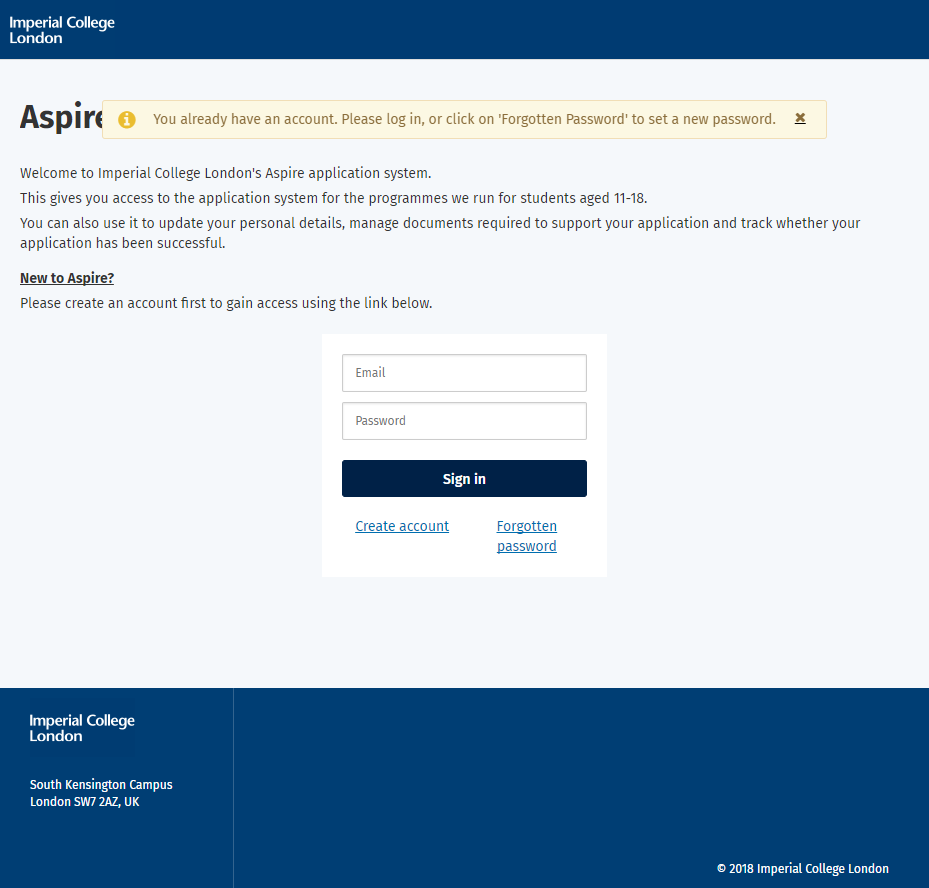 Imperial College
London
Aspire
You already have an account. Please log in, or click on 'Forgotten Password' to set a new password.
Welcome to Imperial College London's Aspire application system.
This gives you access to the application system for the programmes we run for students aged 11-18.
You can also use it to update your personal details, manage documents required to support your application and track whether your
application has been successful.
New to Aspire?
Please create an account first to gain access using the link below.
Email
Password
Sign in
Create account
Forgotten
password
Imperial College
London
South Kensington Campus
London SW7 2AZ, UK
© 2018 Imperial College London